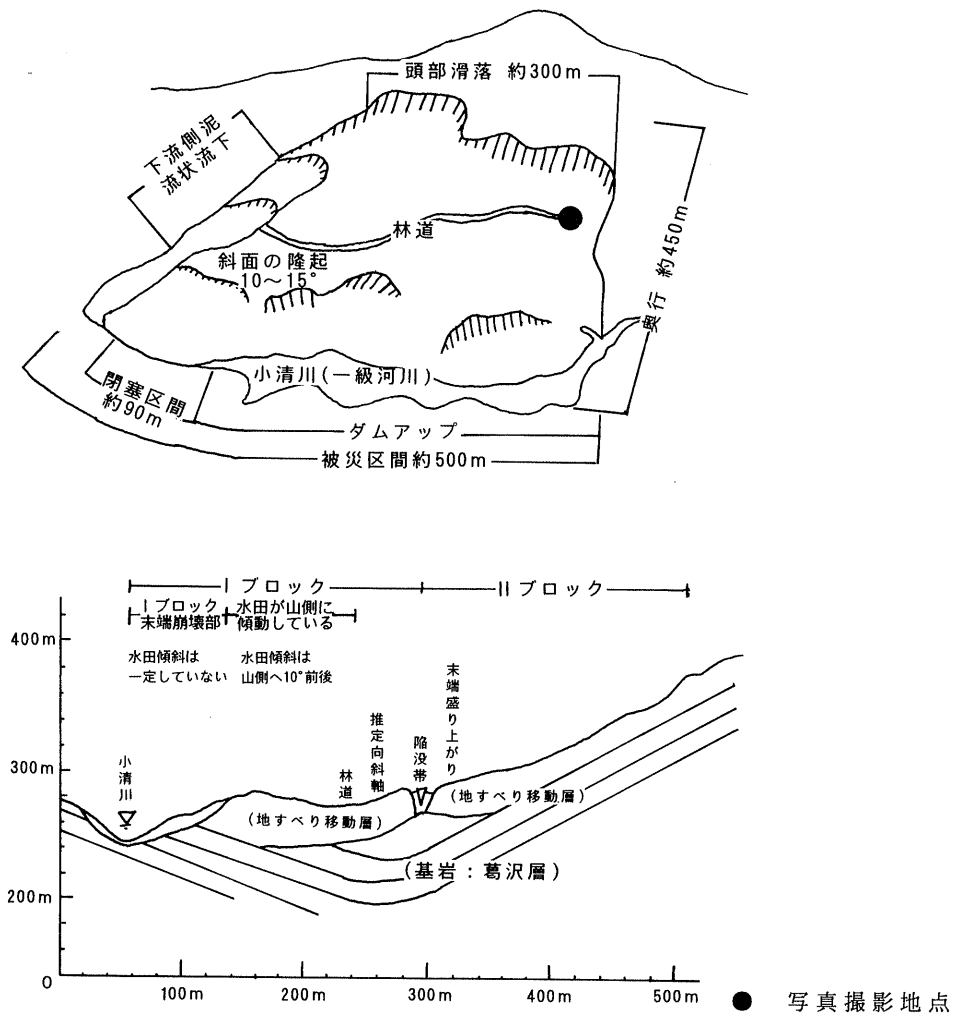 頭部滑落 約300m
下流側泥
流状流下
林道
奥行 約450m
斜面の隆起
10～15°
小清川(一級河川)
閉塞区間
約90m
ダムアップ
被災区間約500m
Ⅰ ブロック
Ⅱ ブロック
Ⅰ ブロック
末端崩壊部
水田が山側に
傾動している
水田傾斜は
一定していない
水田傾斜は
山側へ10°前後
400m
300m
200m
0
小清川
林道
推定向斜軸
陥没帯
末端盛り上がり
(地すべり移動層)
(地すべり移動層)
(基岩：葛沢層)
100m
200m
300m
400m
500m
● 写真撮影地点